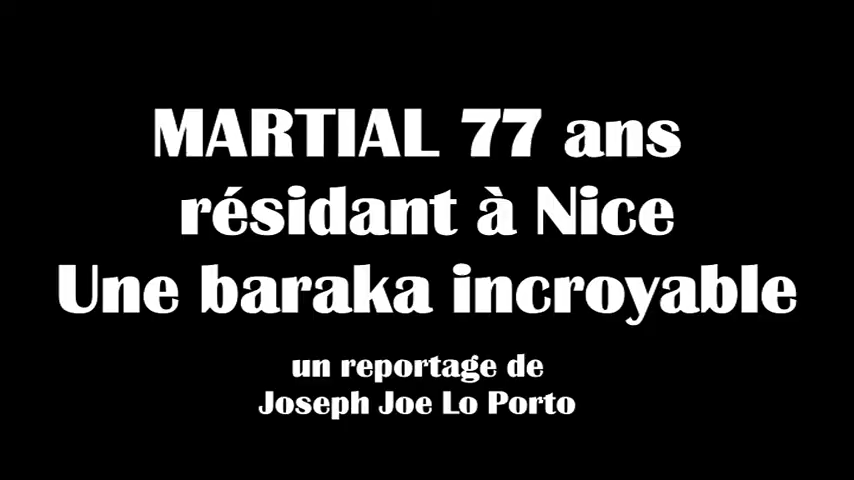 MARTIAL 77 ans
résidant à Nice
Une baraka incroyable
un reportage de
Joseph Joe Lo Porto